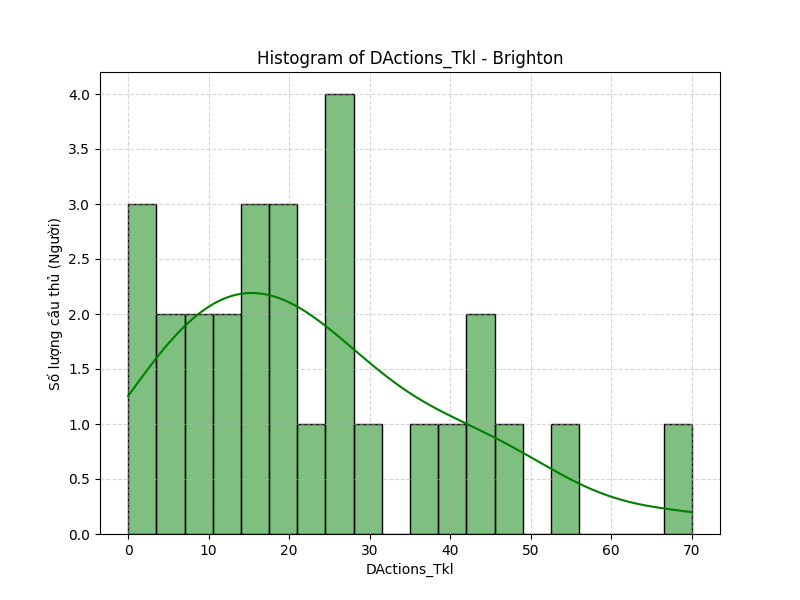 Histogram of DActions_Tkl - Brighton
Số lượng cầu thủ (Người)
4.0
3.5
3.0
2.5
2.0
1.5
1.0
0.5
0.0
0 10 20 30 40 50 60 70
DActions_Tkl